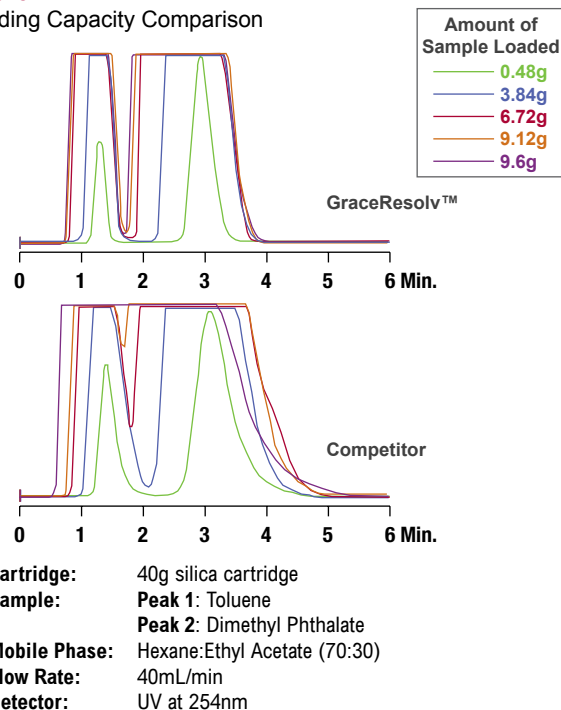 ding Capacity Comparison
Amount of
Sample Loaded
0.48g
3.84g
6.72g
9.12g
9.6g
GraceResolv™
0 1 2 3 4 5 6 Min.
Competitor
0 1 2 3 4 5 6 Min.
artridge: 40g silica cartridge
ample: Peak 1: Toluene
Peak 2: Dimethyl Phthalate
Mobile Phase: Hexane:Ethyl Acetate (70:30)
low Rate: 40mL/min
etector: UV at 254nm